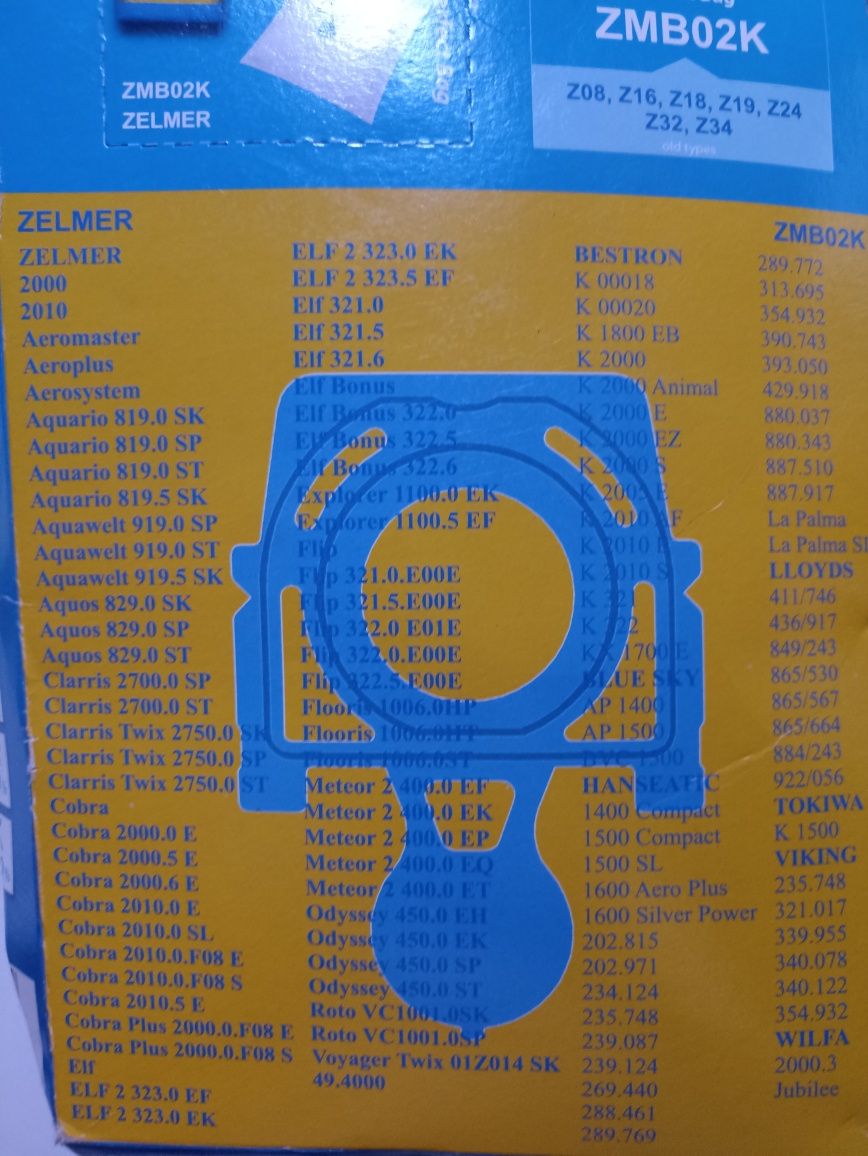 ZMB02K
ZELMER
ZMB02K
Z08, Z16, Z18, Z19, Z24
Z32, Z34
old types
ZELMER
ZMB02K
ZELMER
2000
2010
Aeromaster
Aeroplus
Aerosystem
Aquario 819.0 SK
Aquario 819.0 SP
Aquario 819.0 ST
Aquario 819.5 SK
Aquawelt 919.0 SP
Aquawelt 919.0 ST
Aquawelt 919.5 SK
Aquos 829.0 SK
Aquos 829.0 SP
Aquos 829.0 ST
Clarris 2700.0 SP
Clarris 2700.0 ST
Clarris Twix 2750.0 SK
Clarris Twix 2750.0 SP
Clarris Twix 2750.0 ST
Cobra
Cobra 2000.0 E
Cobra 2000.5 E
Cobra 2000.6 E
Cobra 2010.0 E
Cobra 2010.0 SL
Cobra 2010.0.F08 E
Cobra 2010.0.F08 S
Cobra 2010.5 E
Cobra Plus 2000.0.F08 E
Cobra Plus 2000.0.F08 S
Elf
ELF 2 323.0 EF
ELF 2 323.0 EK
ELF 2 323.0 EK
ELF 2 323.5 EF
Elf 321.0
Elf 321.5
Elf 321.6
Elf Bonus
Elf Bonus 322.0
Elf Bonus 322.5
Elf Bonus 322.6
Explorer 1100.0 EK
Explorer 1100.5 EF
Flip
Flip 321.0.E00E
Flip 321.5.E00E
Flip 322.0 E01E
Flip 322.0.E00E
Flip 322.5.E00E
Flooris 1006.0HP
Flooris 1006.0HT
Flooris 1006.0ST
Meteor 2 400.0 EF
Meteor 2 400.0 EK
Meteor 2 400.0 EP
Meteor 2 400.0 EQ
Meteor 2 400.0 ET
Odyssey 450.0 EH
Odyssey 450.0 EK
Odyssey 450.0 SP
Odyssey 450.0 ST
Roto VC1001.0SK
Roto VC1001.0SP
Voyager Twix 01Z014 SK
49.4000
BESTRON
K 00018
K 00020
K 1800 EB
K 2000
K 2000 Animal
K 2000 E
K 2000 EZ
K 2000 S
K 2005 E
K 2010 AF
K 2010 E
K 2010 S
K 321
K 322
KX 1700 E
BLUE SKY
AP 1400
AP 1500
BVC 1500
HANSEATIC
1400 Compact
1500 Compact
1500 SL
1600 Aero Plus
1600 Silver Power
202.815
202.971
234.124
235.748
239.087
239.124
269.440
288.461
289.769
289.772
313.695
354.932
390.743
393.050
429.918
880.037
880.343
887.510
887.917
La Palma
La Palma
LLOYDS
411/746
436/917
849/243
865/530
865/567
865/664
884/243
922/056
TOKIWA
K 1500
VIKING
235.748
321.017
339.955
340.078
340.122
354.932
WILFA
2000.3
Jubilee